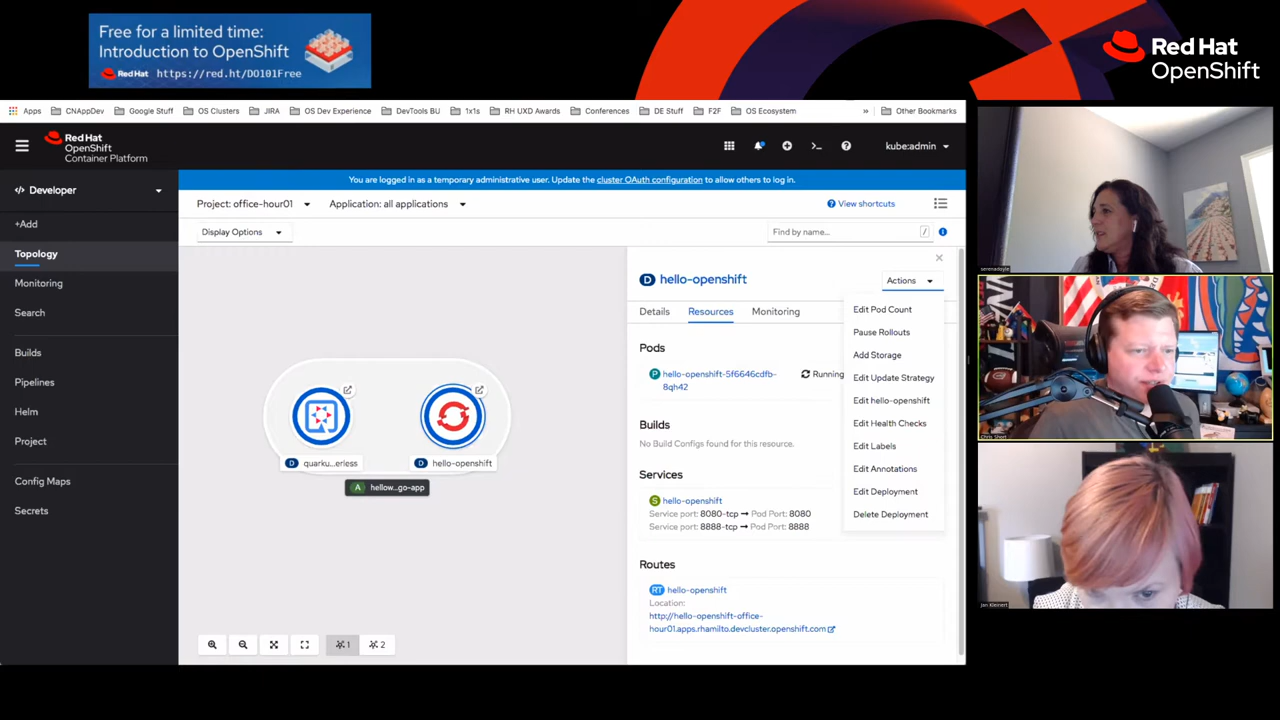 Free for a limited time:
Introduction to OpenShift
Red Hat https://red.ht/DO101Free
Red Hat
OpenShift
Apps CNAppDev Google Stuff OS Clusters JIRA OS Dev Experience DevTools BU 1x1s RH UXD Awards Conferences DE Stuff F2F OS Ecosystem » Other Bookmarks
Red Hat
OpenShift
Container Platform
kube:admin
Developer
You are logged in as a temporary administrative user. Update the cluster OAuth configuration to allow others to log in.
+Add
Topology
Monitoring
Search
Builds
Pipelines
Helm
Project
Config Maps
Secrets
Project: office-hour01 Application: all applications View shortcuts
Display Options Find by name... /
hello-openshift
Actions
Details Resources Monitoring
Edit Pod Count
Pause Rollouts
Add Storage
Edit Update Strategy
Edit hello-openshift
Edit Health Checks
Edit Labels
Edit Annotations
Edit Deployment
Delete Deployment
Pods
P hello-openshift-5f6646cdfb-
8qh42
Running
Builds
No Build Configs found for this resource.
Services
S hello-openshift
Service port: 8080-tcp → Pod Port: 8080
Service port: 8888-tcp → Pod Port: 8888
Routes
RT hello-openshift
Location:
http://hello-openshift-office-
hour01.apps.rhamilto.devcluster.openshift.com
D quarku...erless
D hello-openshift
A hellow...go-app
1 2
serenadoyle
Chris Short
Jan Kleinert